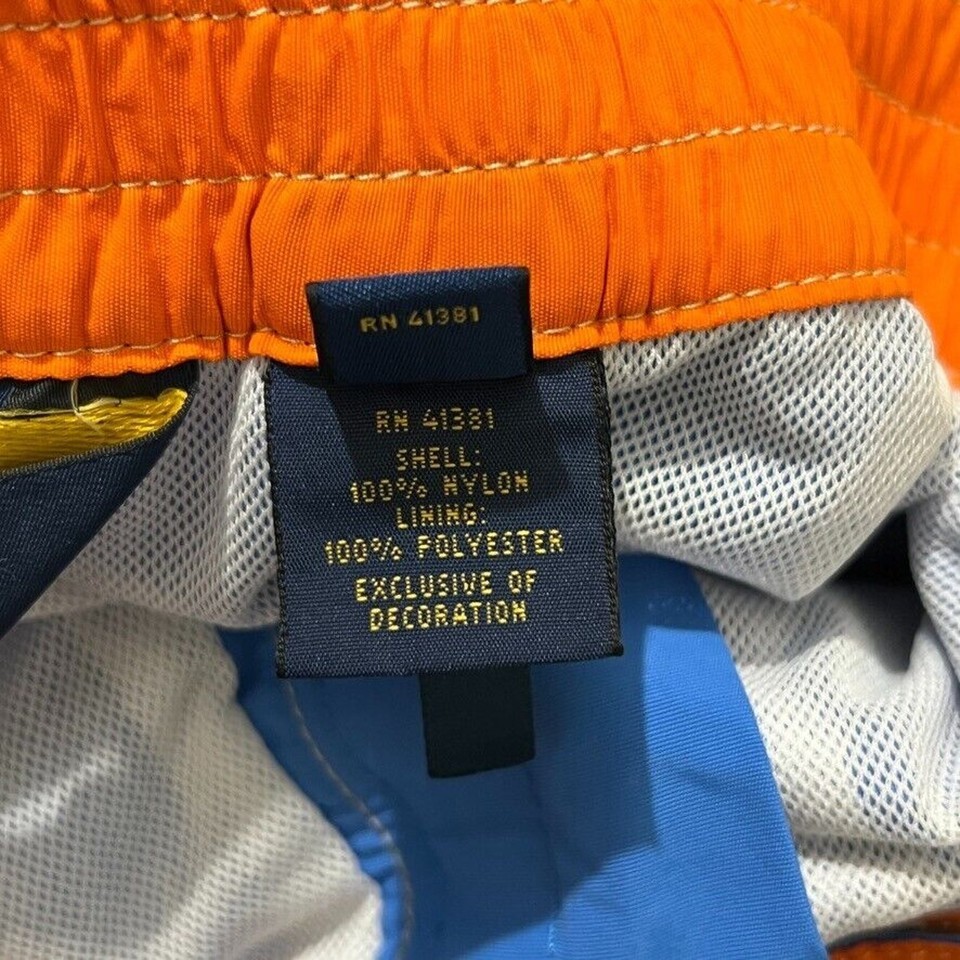 RN 41381
RN 41381
SHELL:
100% NYLON
LINING:
100% POLYESTER
EXCLUSIVE OF
DECORATION